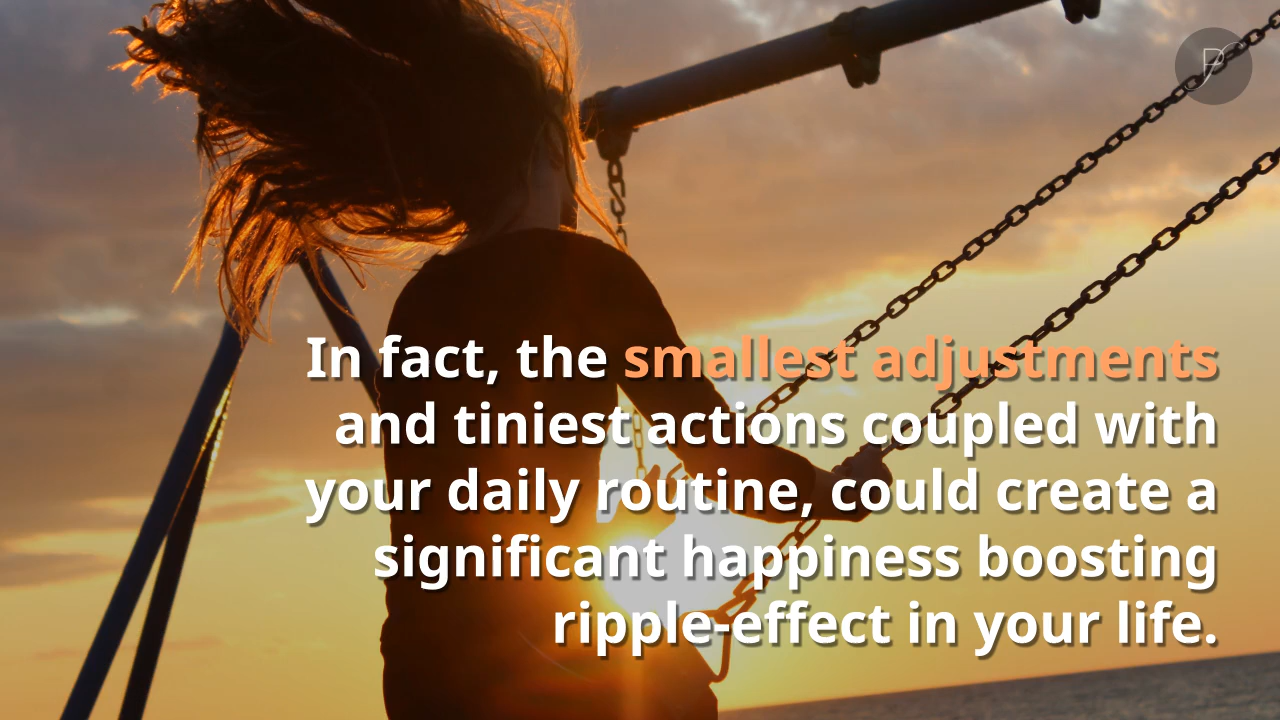 In fact, the smallest adjustments
and tiniest actions coupled with
your daily routine, could create a
significant happiness boosting
ripple-effect in your life.